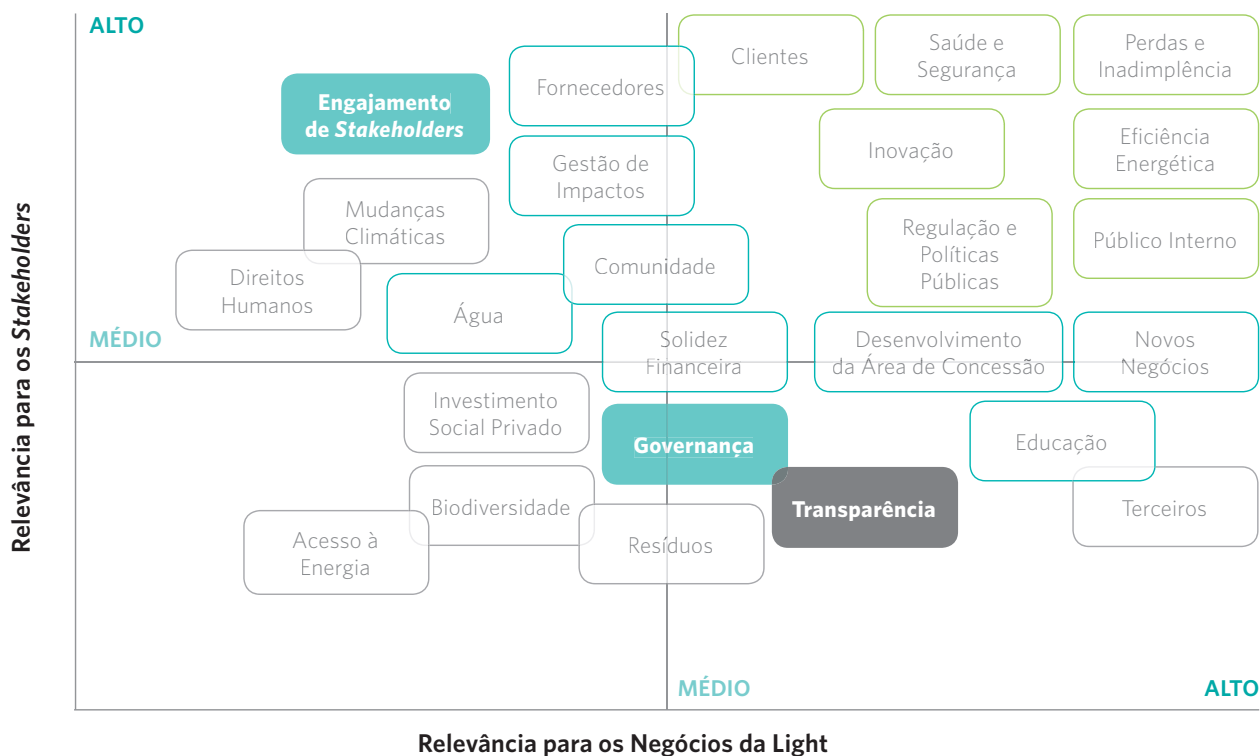 ALTO
Clientes
Saúde e
Segurança
Perdas e
Inadimplência
Fornecedores
Engajamento
de Stakeholders
Gestão de
Impactos
Inovação
Eficiência
Energética
Mudanças
Climáticas
Regulação e
Políticas
Públicas
Público Interno
Direitos
Humanos
Comunidade
Água
MÉDIO
Solidez
Financeira
Desenvolvimento
da Área de Concessão
Novos
Negócios
Investimento
Social Privado
Governança
Educação
Biodiversidade
Transparência
Terceiros
Acesso à
Energia
Resíduos
MÉDIO
ALTO
Relevância para os Stakeholders
Relevância para os Negócios da Light